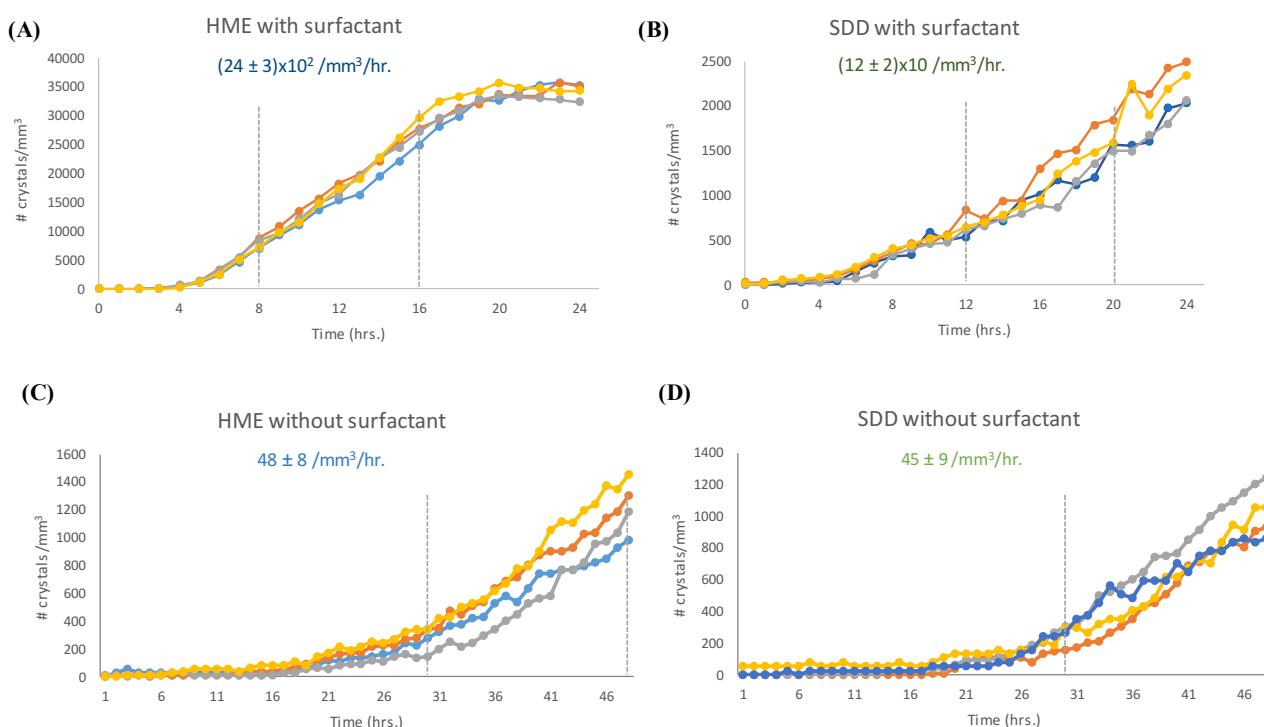 (A)
HME with surfactant
(24 ± 3)x10² /mm³/hr.
# crystals/mm³
40000
35000
30000
25000
20000
15000
10000
5000
0
0 4 8 12 16 20 24
Time (hrs.)
(B)
SDD with surfactant
(12 ± 2)x10 /mm³/hr.
# crystals/mm³
2500
2000
1500
1000
500
0
0 4 8 12 16 20 24
Time (hrs.)
(C)
HME without surfactant
48 ± 8 /mm³/hr.
# crystals/mm³
1600
1400
1200
1000
800
600
400
200
0
1 6 11 16 21 26 31 36 41 46
Time (hrs.)
(D)
SDD without surfactant
45 ± 9 /mm³/hr.
# crystals/mm³
1400
1200
1000
800
600
400
200
0
1 6 11 16 21 26 31 36 41 46
Time (hrs.)